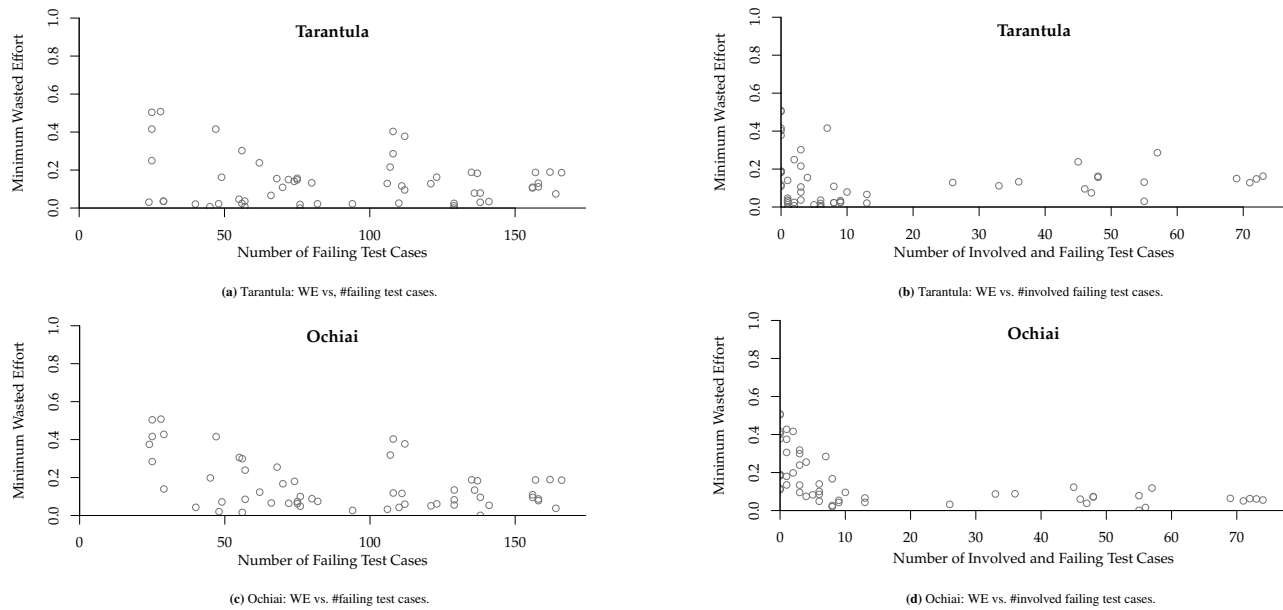 Tarantula
Minimum Wasted Effort
0.0 0.2 0.4 0.6 0.8 1.0
0 50 100 150
Number of Failing Test Cases
(a) Tarantula: WE vs, #failing test cases.
Tarantula
Minimum Wasted Effort
0.0 0.2 0.4 0.6 0.8 1.0
0 10 20 30 40 50 60 70
Number of Involved and Failing Test Cases
(b) Tarantula: WE vs. #involved failing test cases.
Ochiai
Minimum Wasted Effort
0.0 0.2 0.4 0.6 0.8 1.0
0 50 100 150
Number of Failing Test Cases
(c) Ochiai: WE vs. #failing test cases.
Ochiai
Minimum Wasted Effort
0.0 0.2 0.4 0.6 0.8 1.0
0 10 20 30 40 50 60 70
Number of Involved and Failing Test Cases
(d) Ochiai: WE vs. #involved failing test cases.